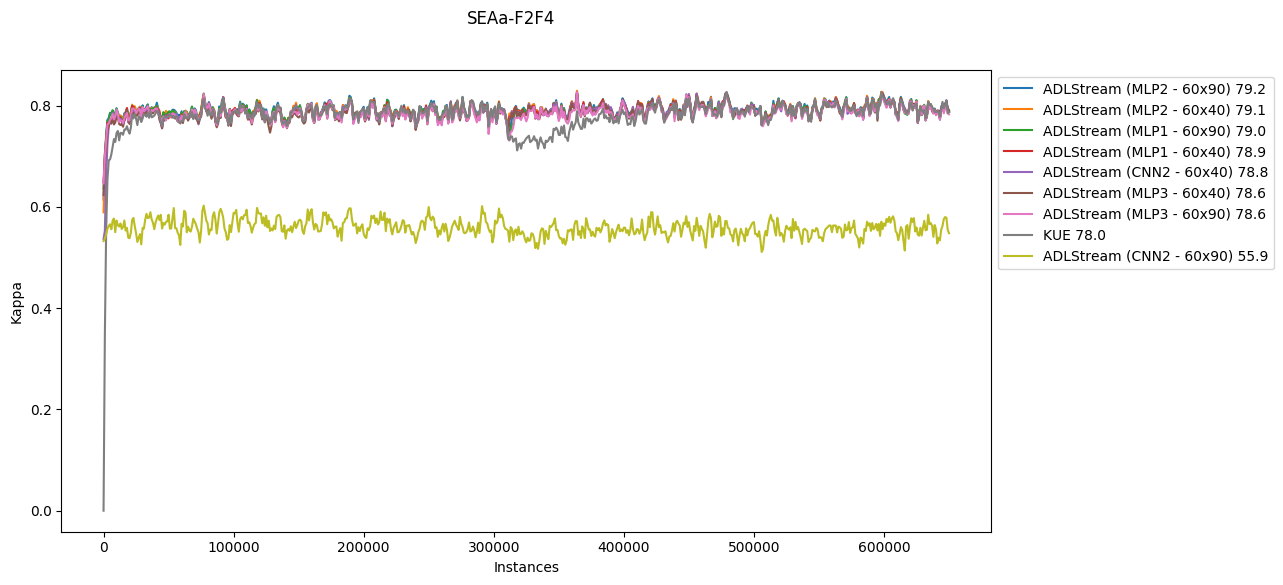 SEAa-F2F4
ADLStream (MLP2 - 60x90) 79.2
ADLStream (MLP2 - 60x40) 79.1
ADLStream (MLP1 - 60x90) 79.0
ADLStream (MLP1 - 60x40) 78.9
ADLStream (CNN2 - 60x40) 78.8
ADLStream (MLP3 - 60x40) 78.6
ADLStream (MLP3 - 60x90) 78.6
KUE 78.0
ADLStream (CNN2 - 60x90) 55.9
Kappa
0.8
0.6
0.4
0.2
0.0
0 100000 200000 300000 400000 500000 600000
Instances